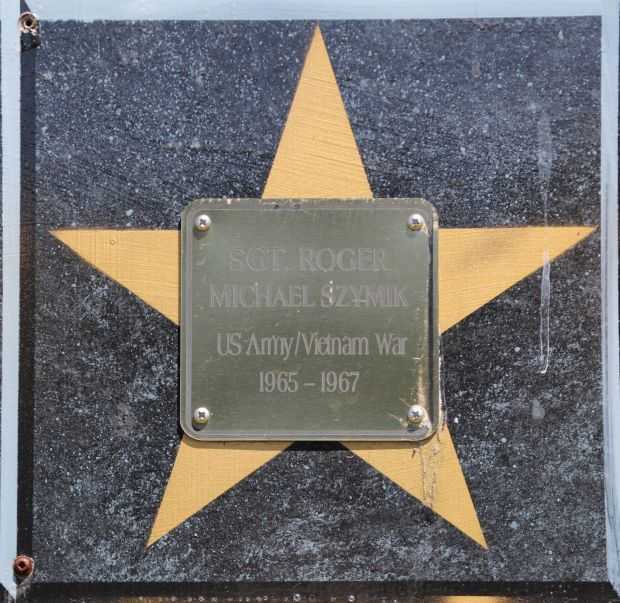 SGT. ROGER
MICHAEL SZYMIK
US Army/Vietnam War
1965 – 1967